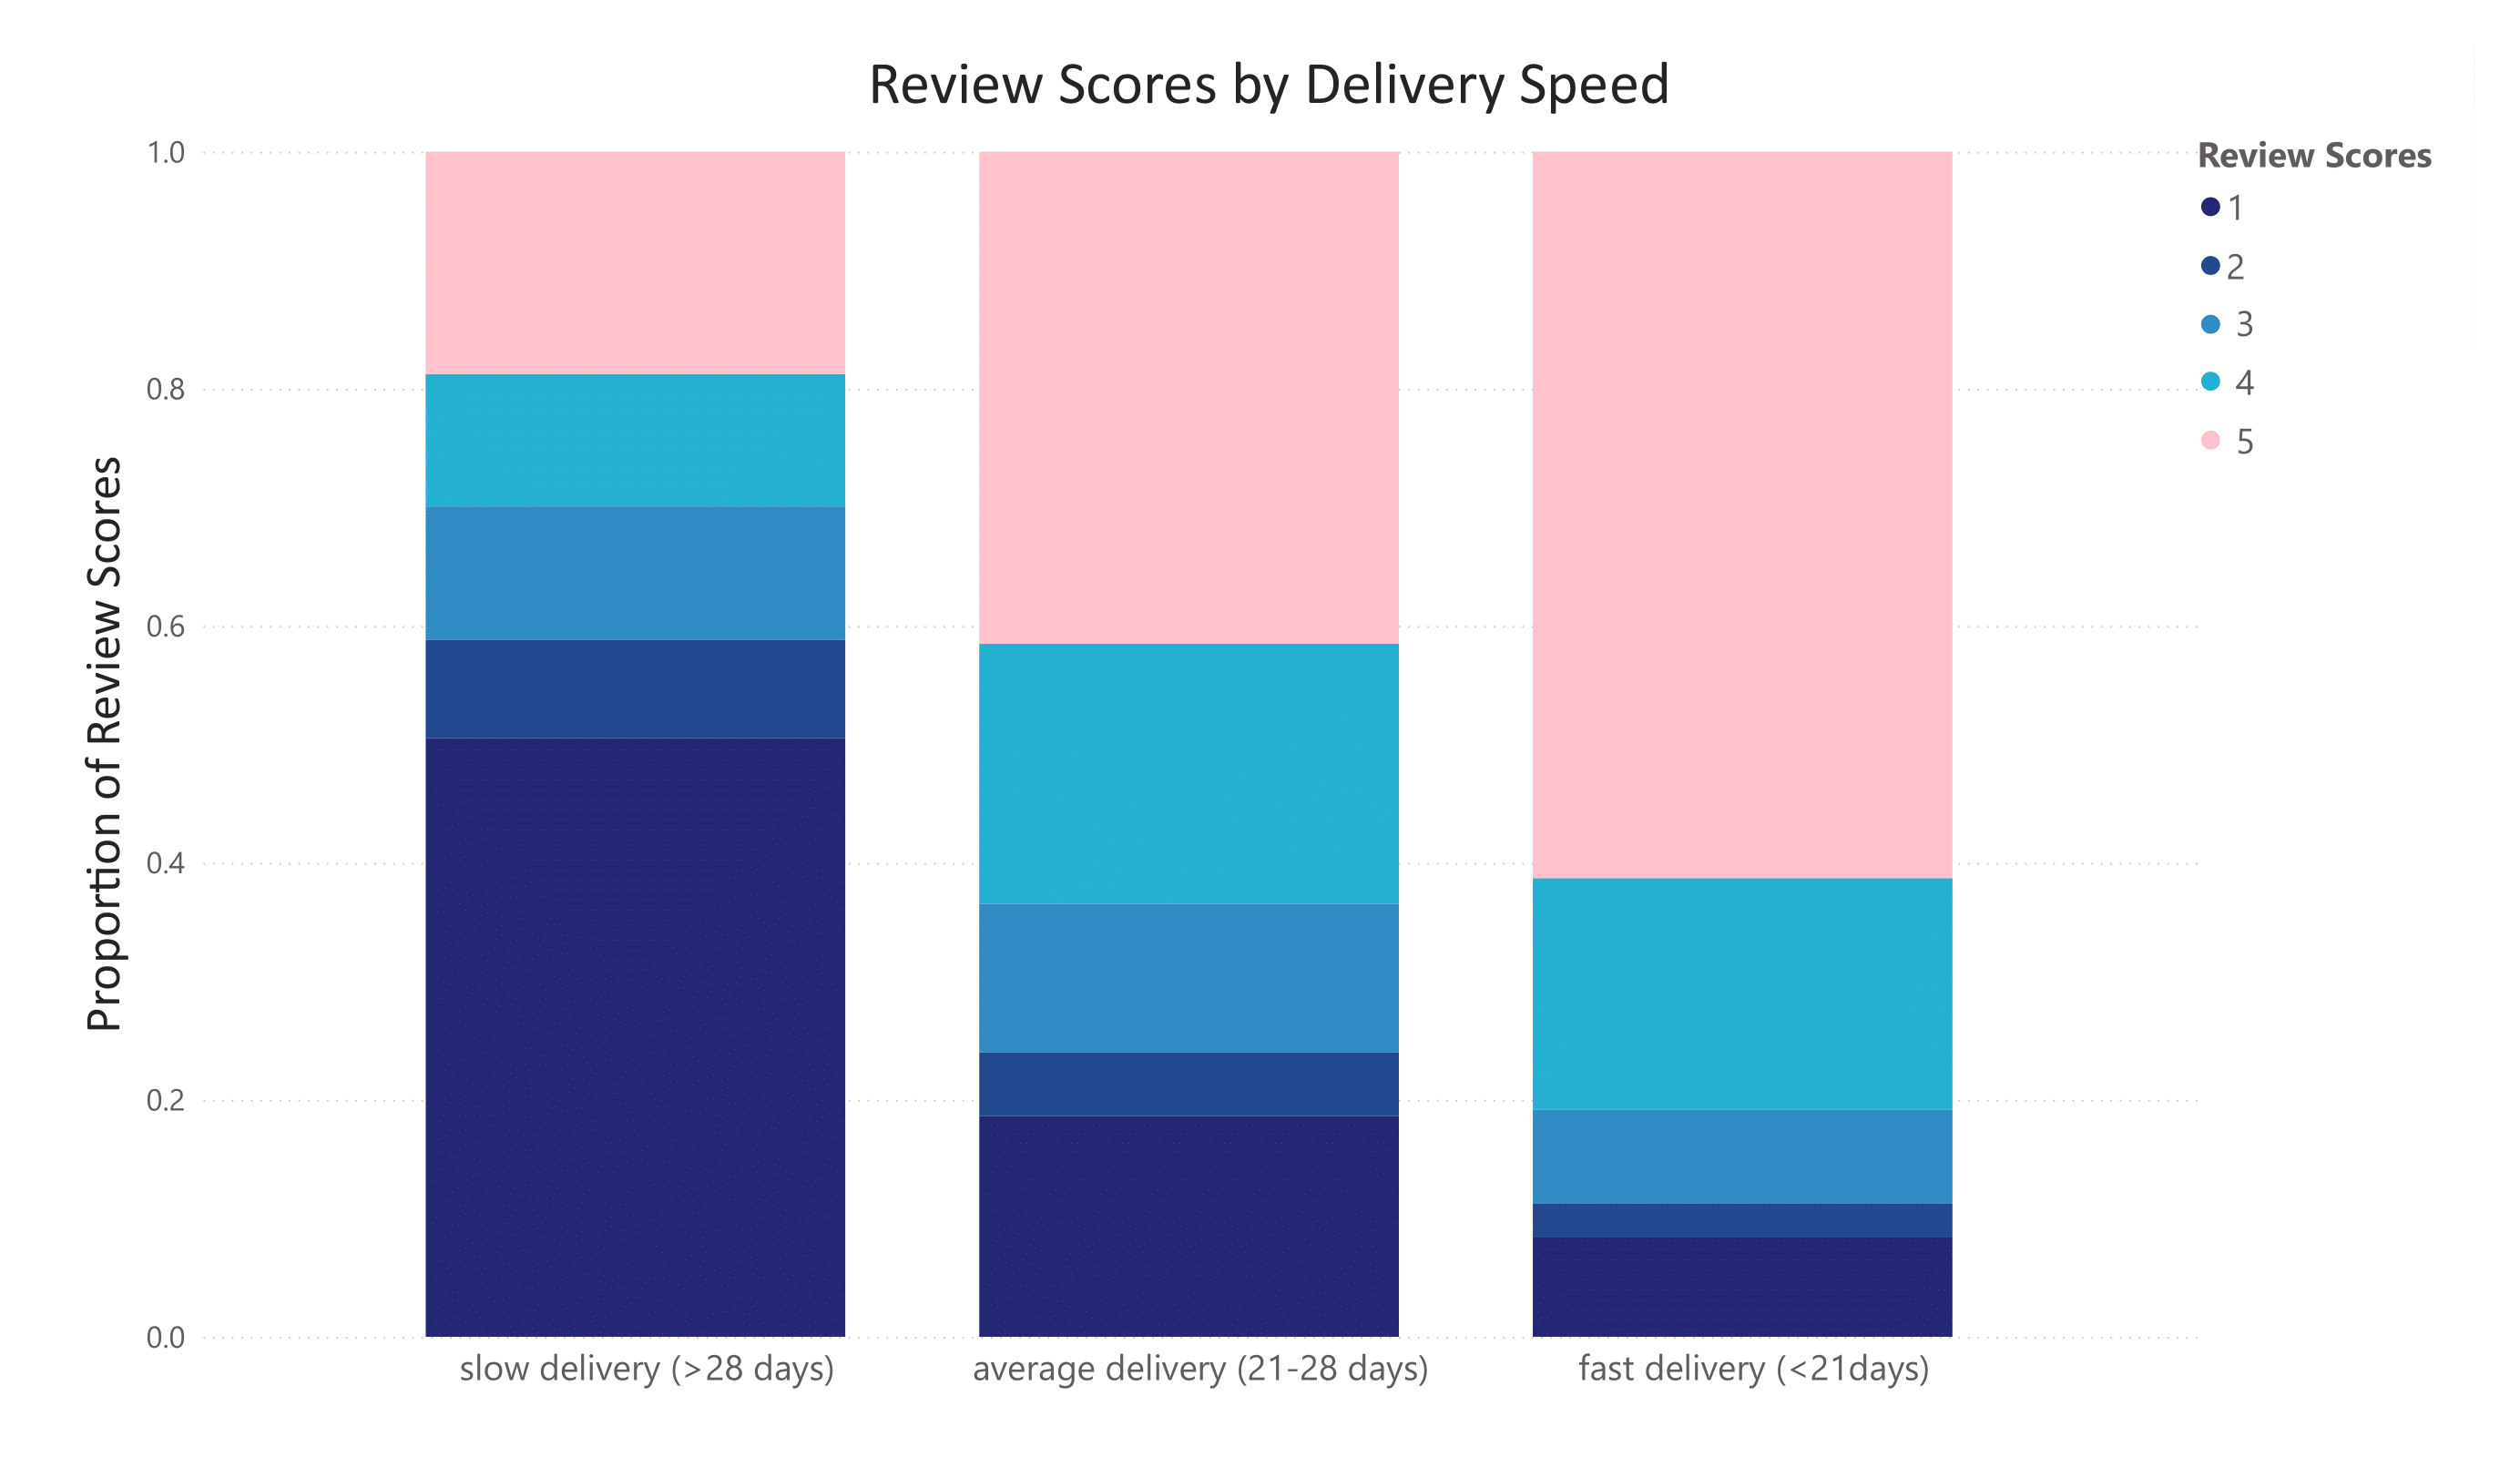 Review Scores by Delivery Speed
Proportion of Review Scores
1.0
0.8
0.6
0.4
0.2
0.0
slow delivery (>28 days)
average delivery (21-28 days)
fast delivery (<21days)
Review Scores
1
2
3
4
5